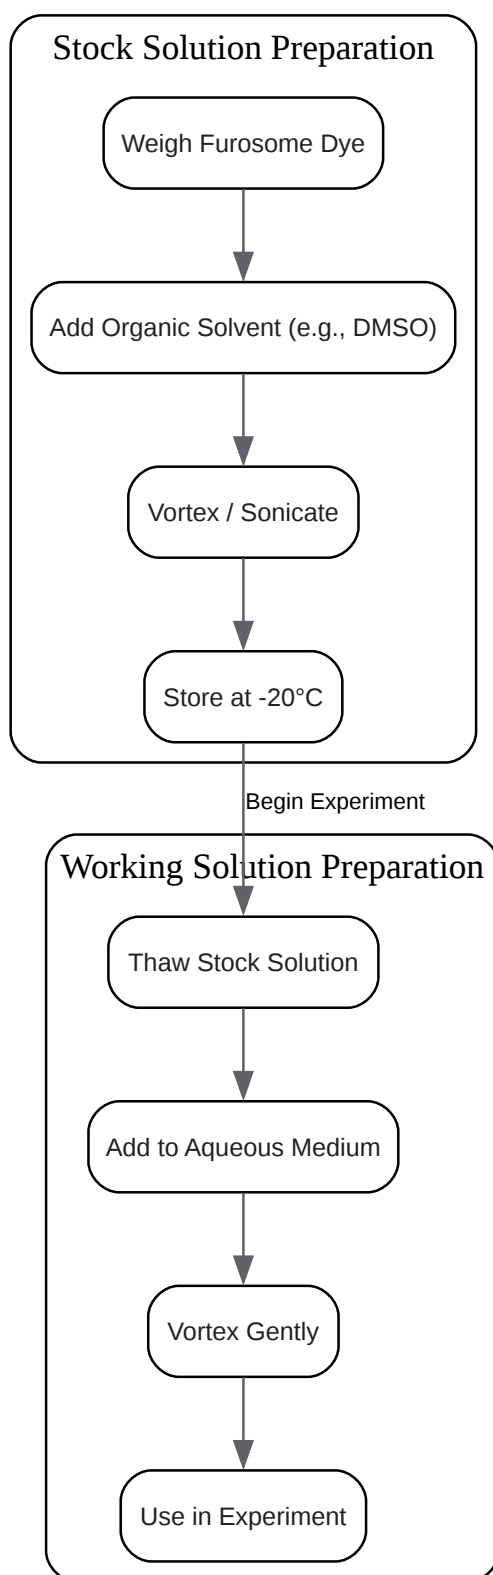 Stock Solution Preparation
Weigh Furosome Dye
Add Organic Solvent (e.g., DMSO)
Vortex / Sonicate
Store at -20°C
Begin Experiment
Working Solution Preparation
Thaw Stock Solution
Add to Aqueous Medium
Vortex Gently
Use in Experiment